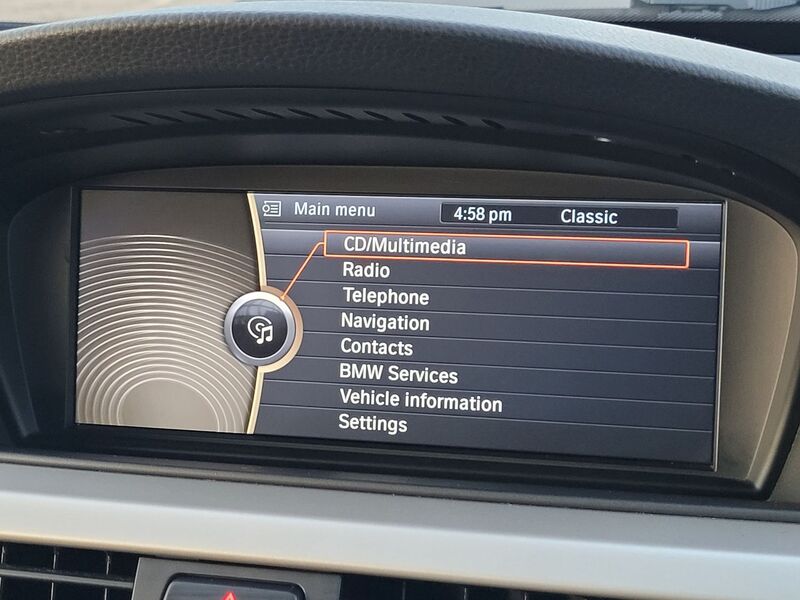 Main menu 4:58 pm Classic
CD/Multimedia
Radio
Telephone
Navigation
Contacts
BMW Services
Vehicle information
Settings